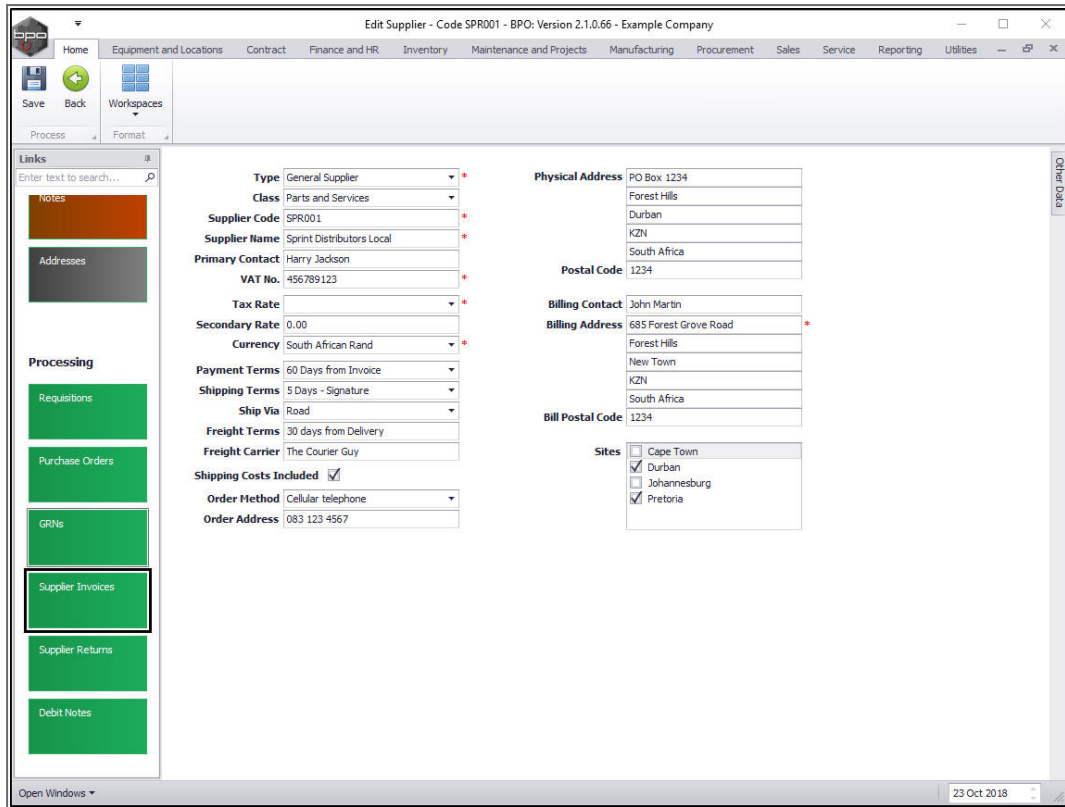 Edit Supplier - Code SPR001 - BPO: Version 2.1.0.66 - Example Company
bpo
Home Equipment and Locations Contract Finance and HR Inventory Maintenance and Projects Manufacturing Procurement Sales Service Reporting Utilities
Save Back Workspaces
Process Format
Links
Enter text to search...
Notes
Addresses
Processing
Requisitions
Purchase Orders
GRNs
Supplier Invoices
Supplier Returns
Debit Notes
Type General Supplier *
Class Parts and Services
Supplier Code SPR001 *
Supplier Name Sprint Distributors Local *
Primary Contact Harry Jackson
VAT No. 456789123 *
Tax Rate *
Secondary Rate 0.00
Currency South African Rand *
Payment Terms 60 Days from Invoice
Shipping Terms 5 Days - Signature
Ship Via Road
Freight Terms 30 days from Delivery
Freight Carrier The Courier Guy
Shipping Costs Included
Order Method Cellular telephone
Order Address 083 123 4567
Physical Address PO Box 1234
Forest Hills
Durban
KZN
South Africa
Postal Code 1234
Billing Contact John Martin
Billing Address 685 Forest Grove Road *
Forest Hills
New Town
KZN
South Africa
Bill Postal Code 1234
Sites Cape Town
Durban
Johannesburg
Pretoria
Other Data
Open Windows
23 Oct 2018